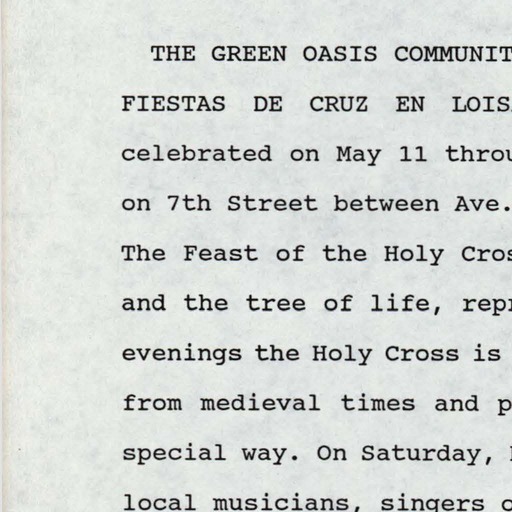 THE GREEN OASIS COMMUNIT
FIESTAS DE CRUZ EN LOIS
celebrated on May 11 throu
on 7th Street between Ave.
The Feast of the Holy Cros
and the tree of life, repr
evenings the Holy Cross is
from medieval times and p
special way. On Saturday,
local musicians, singers o